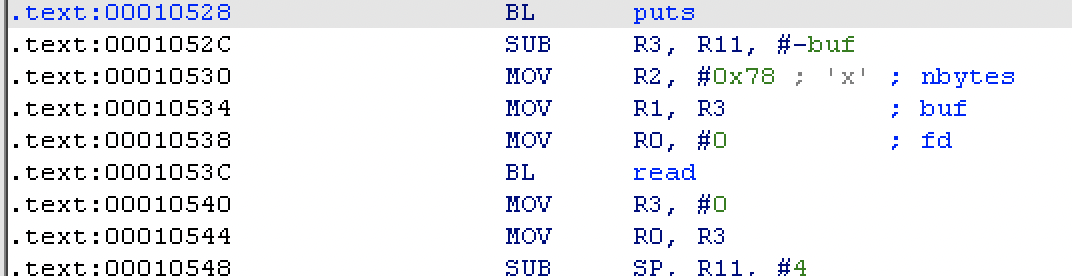 .text:00010528 BL puts
.text:0001052C SUB R3, R11, #-buf
.text:00010530 MOV R2, #0x78 ; 'x' ; nbytes
.text:00010534 MOV R1, R3 ; buf
.text:00010538 MOV R0, #0 ; fd
.text:0001053C BL read
.text:00010540 MOV R3, #0
.text:00010544 MOV R0, R3
.text:00010548 SUB SP, R11, #4